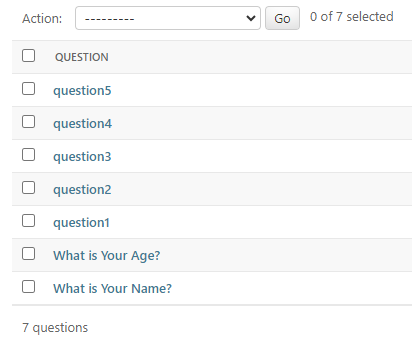 Action: --------- Go 0 of 7 selected
QUESTION
question5
question4
question3
question2
question1
What is Your Age?
What is Your Name?
7 questions